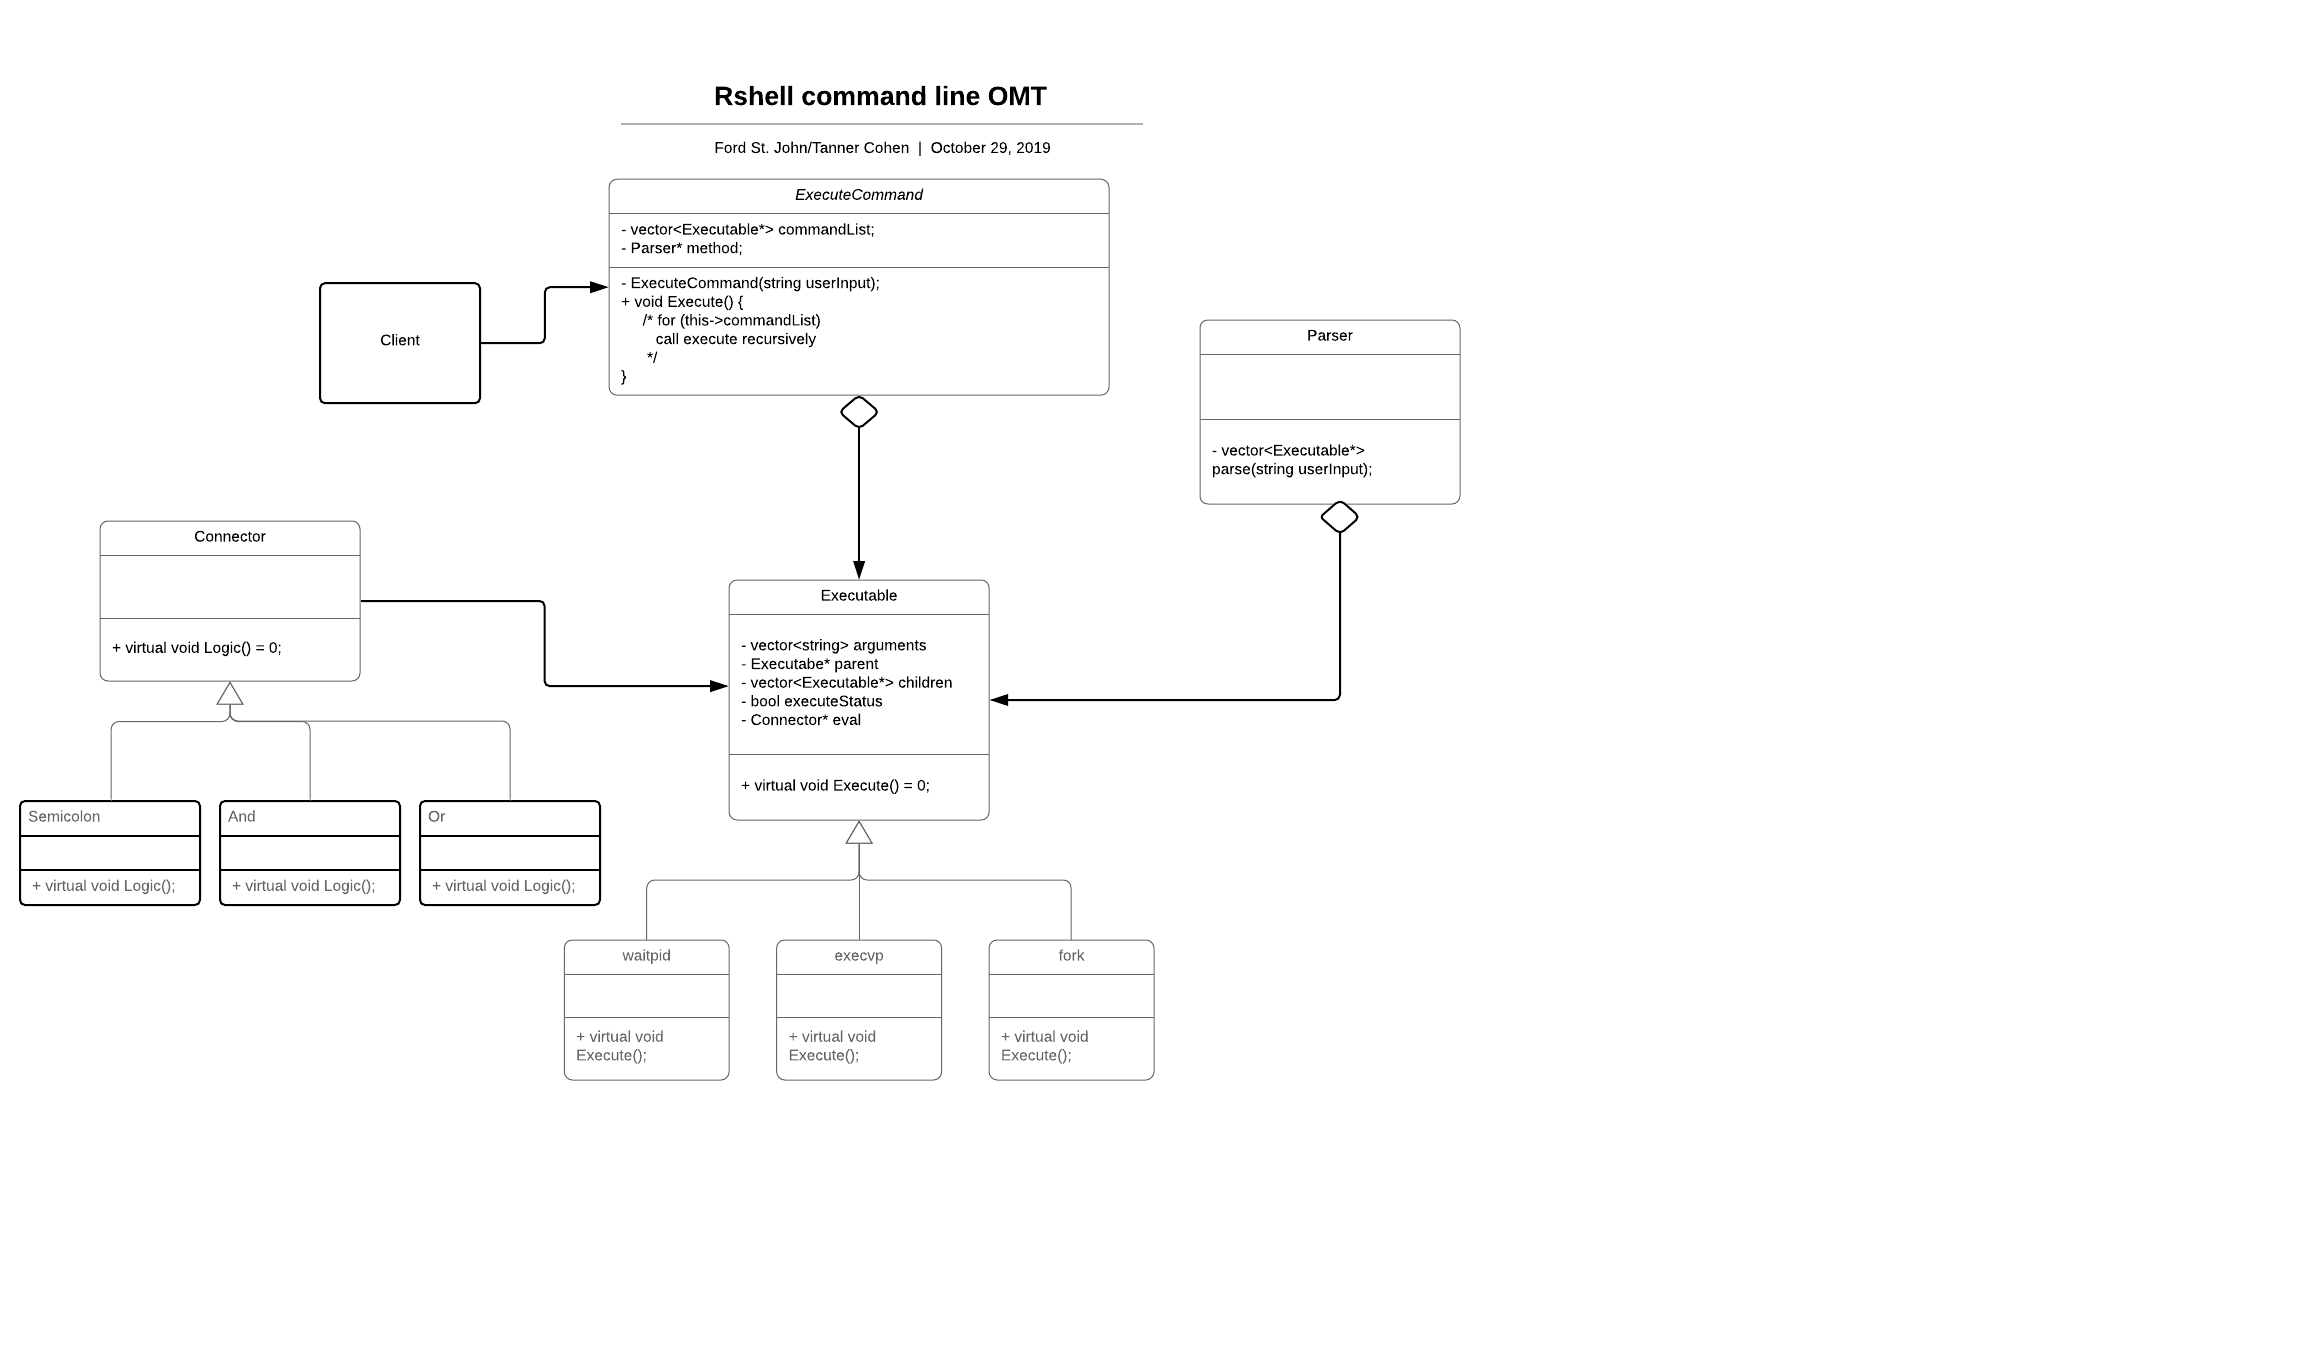 Rshell command line OMT
Ford St. John/Tanner Cohen | October 29, 2019
ExecuteCommand
- vector<Executable*> commandList;
- Parser* method;
- ExecuteCommand(string userInput);
+ void Execute() {
/* for (this->commandList)
call execute recursively
*/
}
Client
Parser
- vector<Executable*>
parse(string userInput);
Connector
+ virtual void Logic() = 0;
Executable
- vector<string> arguments
- Executabe* parent
- vector<Executable*> children
- bool executeStatus
- Connector* eval
+ virtual void Execute() = 0;
Semicolon
+ virtual void Logic();
And
+ virtual void Logic();
Or
+ virtual void Logic();
waitpid
+ virtual void
Execute();
execvp
+ virtual void
Execute();
fork
+ virtual void
Execute();